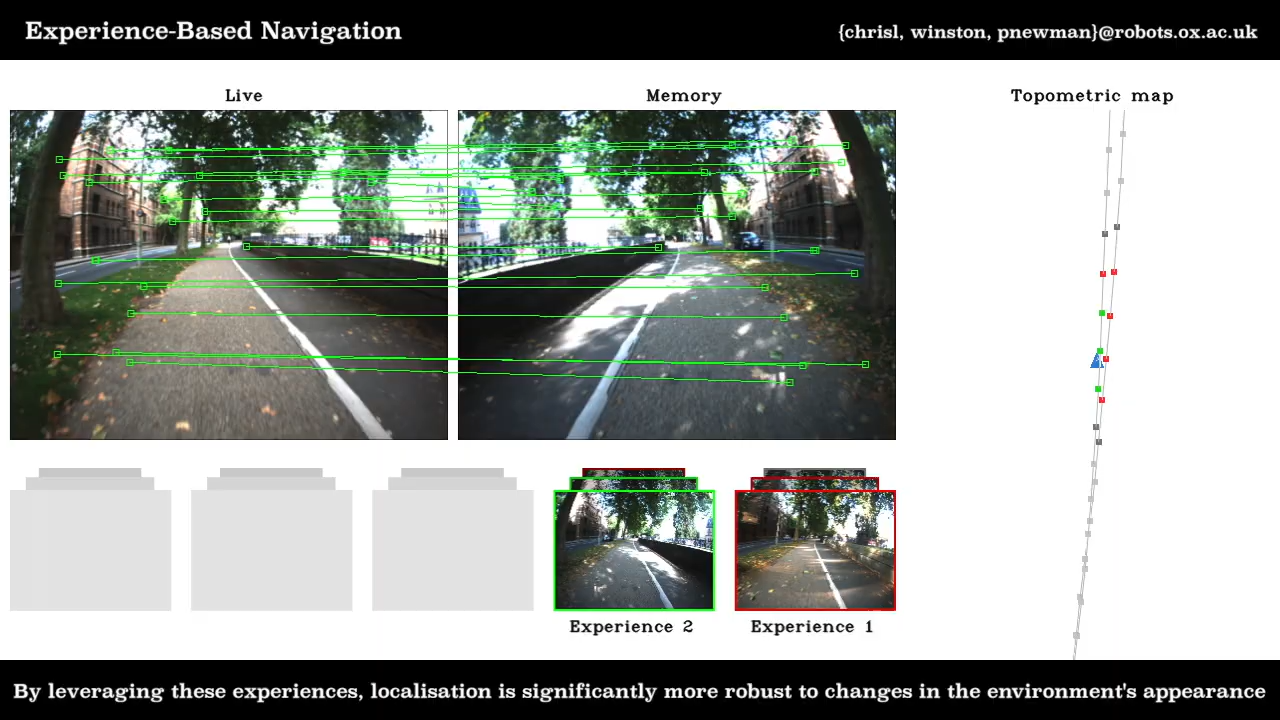 Experience-Based Navigation
{chrisl, winston, pnewman}@robots.ox.ac.uk
Live
Memory
Topometric map
Experience 2
Experience 1
By leveraging these experiences, localisation is significantly more robust to changes in the environment's appearance